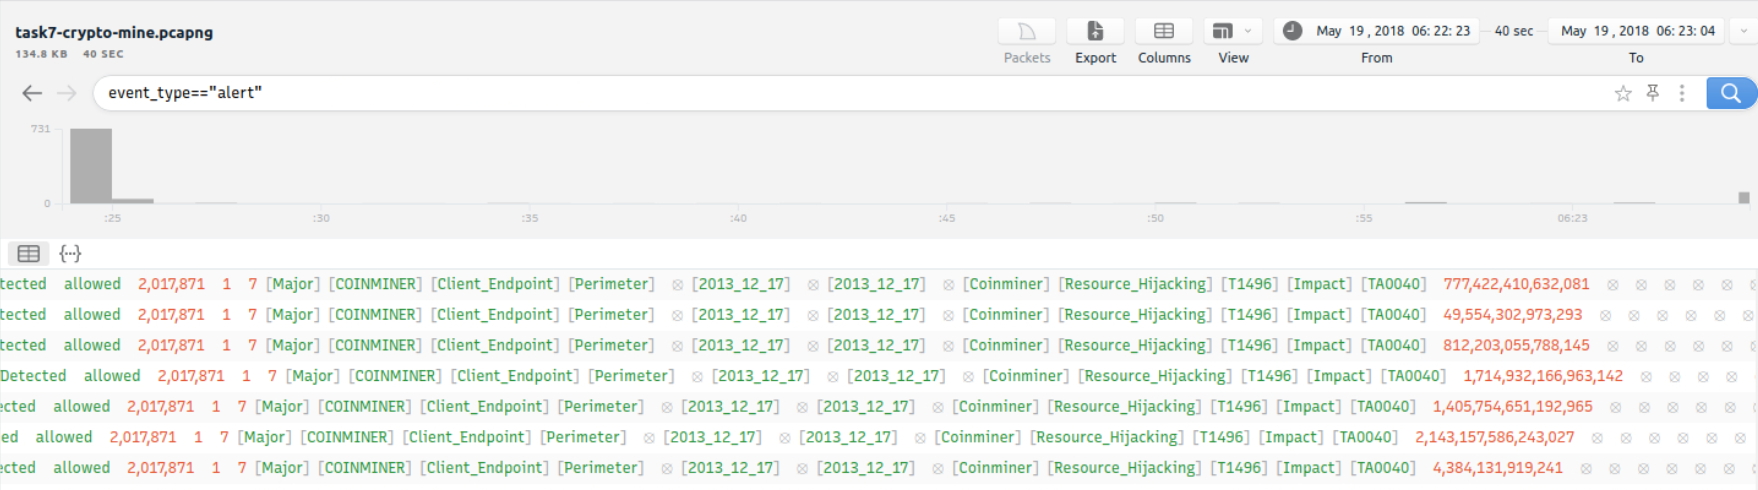 task7-crypto-mine.pcapng
134.8 KB 40 SEC
Packets Export Columns View
May 19 , 2018 06: 22: 23 40 sec May 19 , 2018 06: 23: 04
From To
event_type=="alert"
731
0
:25 :30 :35 :40 :45 :50 :55 06:23
{···}
tected allowed 2,017,871 1 7 [Major] [COINMINER] [Client_Endpoint] [Perimeter] [2013_12_17] [2013_12_17] [Coinminer] [Resource_Hijacking] [T1496] [Impact] [TA0040] 777,422,410,632,081
tected allowed 2,017,871 1 7 [Major] [COINMINER] [Client_Endpoint] [Perimeter] [2013_12_17] [2013_12_17] [Coinminer] [Resource_Hijacking] [T1496] [Impact] [TA0040] 49,554,302,973,293
tected allowed 2,017,871 1 7 [Major] [COINMINER] [Client_Endpoint] [Perimeter] [2013_12_17] [2013_12_17] [Coinminer] [Resource_Hijacking] [T1496] [Impact] [TA0040] 812,203,055,788,145
Detected allowed 2,017,871 1 7 [Major] [COINMINER] [Client_Endpoint] [Perimeter] [2013_12_17] [2013_12_17] [Coinminer] [Resource_Hijacking] [T1496] [Impact] [TA0040] 1,714,932,166,963,142
ected allowed 2,017,871 1 7 [Major] [COINMINER] [Client_Endpoint] [Perimeter] [2013_12_17] [2013_12_17] [Coinminer] [Resource_Hijacking] [T1496] [Impact] [TA0040] 1,405,754,651,192,965
ed allowed 2,017,871 1 7 [Major] [COINMINER] [Client_Endpoint] [Perimeter] [2013_12_17] [2013_12_17] [Coinminer] [Resource_Hijacking] [T1496] [Impact] [TA0040] 2,143,157,586,243,027
ected allowed 2,017,871 1 7 [Major] [COINMINER] [Client_Endpoint] [Perimeter] [2013_12_17] [2013_12_17] [Coinminer] [Resource_Hijacking] [T1496] [Impact] [TA0040] 4,384,131,919,241